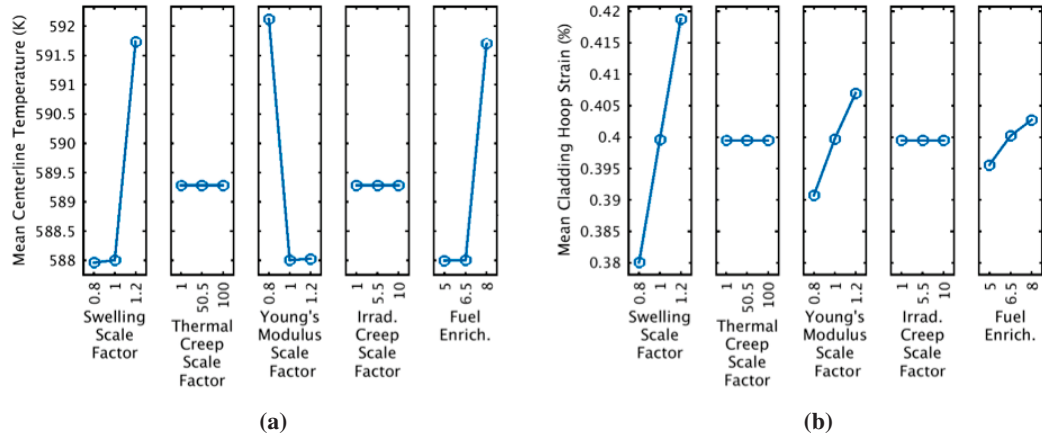 Mean Centerline Temperature (K)
592
591.5
591
590.5
590
589.5
589
588.5
588
0.8
1
1.2
1
50.5
100
0.8
1
1.2
1
5.5
10
5
6.5
8
Swelling
Scale
Factor
Thermal
Creep
Scale
Factor
Young's
Modulus
Scale
Factor
Irrad.
Creep
Scale
Factor
Fuel
Enrich.
(a)
Mean Cladding Hoop Strain (%)
0.42
0.415
0.41
0.405
0.4
0.395
0.39
0.385
0.38
0.8
1
1.2
1
50.5
100
0.8
1
1.2
1
5.5
10
5
6.5
8
Swelling
Scale
Factor
Thermal
Creep
Scale
Factor
Young's
Modulus
Scale
Factor
Irrad.
Creep
Scale
Factor
Fuel
Enrich.
(b)